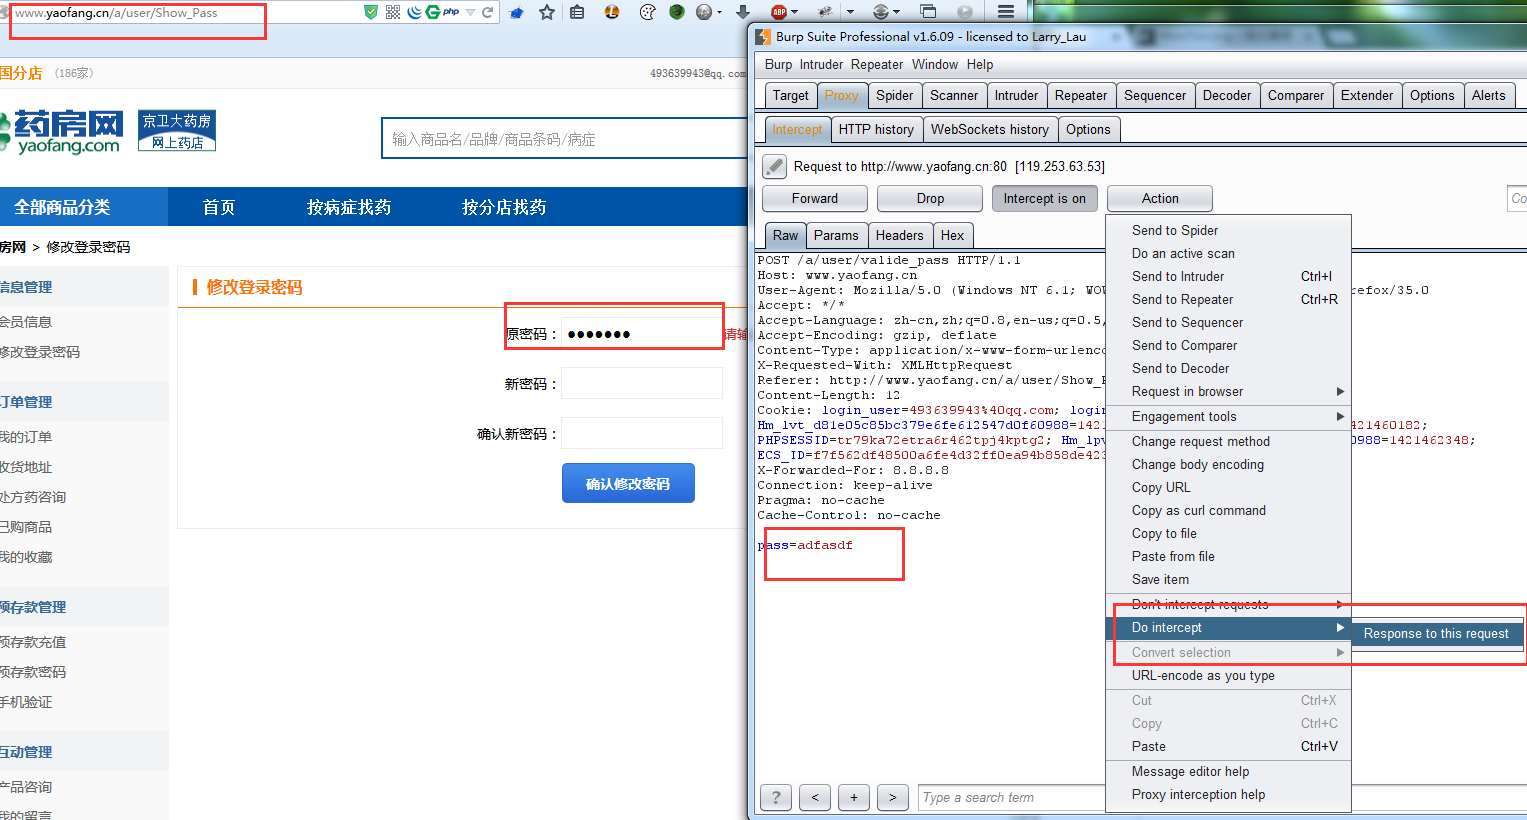 www.yaofang.cn/a/user/Show_Pass
php
ABP
国分店 （186家）
493639943@qq.com
药房网
yaofang.com
京卫大药房
网上药店
输入商品名/品牌/商品条码/病症
全部商品分类 首页 按病症找药 按分店找药
房网 > 修改登录密码
信息管理
会员信息
修改登录密码
订单管理
我的订单
收货地址
处方药咨询
已购商品
我的收藏
预存款管理
预存款充值
预存款密码
手机验证
互动管理
产品咨询
我的留言
修改登录密码
原密码： ●●●●●●● 请输
新密码：
确认新密码：
确认修改密码
Burp Suite Professional v1.6.09 - licensed to Larry_Lau
Burp Intruder Repeater Window Help
Target Proxy Spider Scanner Intruder Repeater Sequencer Decoder Comparer Extender Options Alerts
Intercept HTTP history WebSockets history Options
Request to http://www.yaofang.cn:80 [119.253.63.53]
Forward Drop Intercept is on Action Co
Raw Params Headers Hex
POST /a/user/valide_pass HTTP/1.1
Host: www.yaofang.cn
User-Agent: Mozilla/5.0 (Windows NT 6.1; WOW refox/35.0
Accept: */*
Accept-Language: zh-cn,zh;q=0.8,en-us;q=0.5,
Accept-Encoding: gzip, deflate
Content-Type: application/x-www-form-urlenco
X-Requested-With: XMLHttpRequest
Referer: http://www.yaofang.cn/a/user/Show_P
Content-Length: 12
Cookie: login_user=493639943%40qq.com; login
Hm_lvt_d81e05c85bc379e6fe612547d0f60988=1421 421460182;
PHPSESSID=tr79ka72etra6r462tpj4kptg2; Hm_lpv 0988=1421462348;
ECS_ID=f7f562df48500a6fe4d32ff0ea94b858de423
X-Forwarded-For: 8.8.8.8
Connection: keep-alive
Pragma: no-cache
Cache-Control: no-cache
pass=adfasdf
Send to Spider
Do an active scan
Send to Intruder Ctrl+I
Send to Repeater Ctrl+R
Send to Sequencer
Send to Comparer
Send to Decoder
Request in browser
Engagement tools
Change request method
Change body encoding
Copy URL
Copy as curl command
Copy to file
Paste from file
Save item
Don't intercept requests
Do intercept
Response to this request
Convert selection
URL-encode as you type
Cut Ctrl+X
Copy Ctrl+C
Paste Ctrl+V
Message editor help
Proxy interception help
? < + > Type a search term